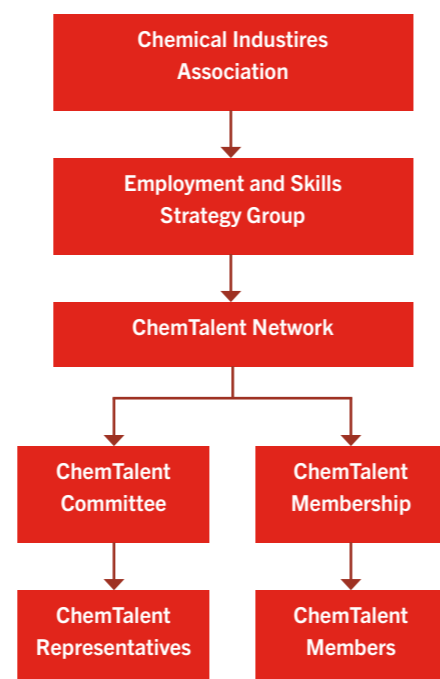 Chemical Industires
Association
Employment and Skills
Strategy Group
ChemTalent Network
ChemTalent
Committee
ChemTalent
Membership
ChemTalent
Representatives
ChemTalent
Members